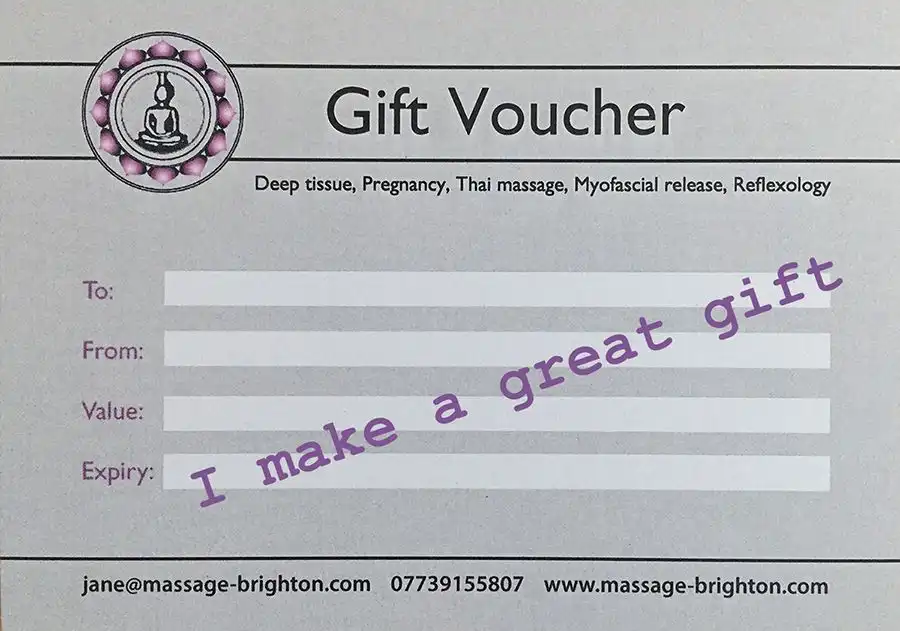 Gift Voucher
Deep tissue, Pregnancy, Thai massage, Myofascial release, Reflexology
To:
From:
Value:
Expiry:
I make a great gift
jane@massage-brighton.com 07739155807 www.massage-brighton.com